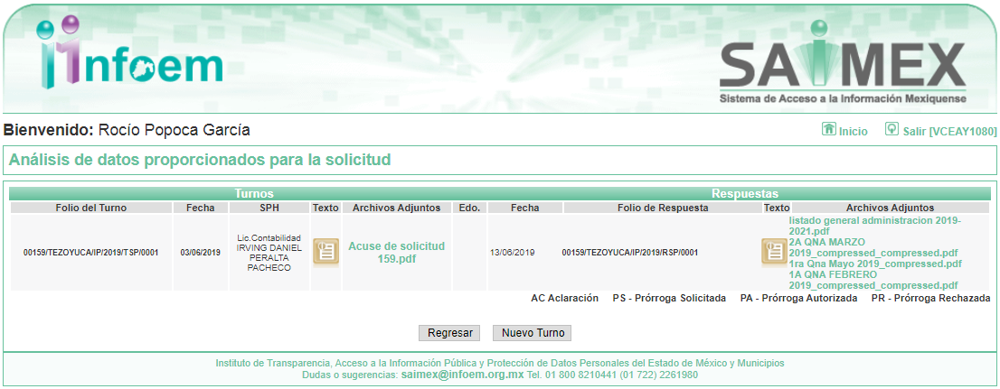 infoem
SAIMEX
Sistema de Acceso a la Información Mexiquense
Bienvenido: Rocío Popoca García
Inicio Salir [VCEAY1080]
Análisis de datos proporcionados para la solicitud
Turnos Respuestas
Folio del Turno Fecha SPH Texto Archivos Adjuntos Edo. Fecha Folio de Respuesta Texto Archivos Adjuntos
00159/TEZOYUCA/IP/2019/TSP/0001 03/06/2019
Lic.Contabilidad
IRVING DANIEL
PERALTA
PACHECO
Acuse de solicitud
159.pdf
13/06/2019 00159/TEZOYUCA/IP/2019/RSP/0001
listado general administracion 2019-
2021.pdf
2A QNA MARZO
2019_compressed_compressed.pdf
1ra Qna Mayo 2019_compressed.pdf
1A QNA FEBRERO
2019_compressed_compressed.pdf
AC Aclaración PS - Prórroga Solicitada PA - Prórroga Autorizada PR - Prórroga Rechazada
Regresar Nuevo Turno
Instituto de Transparencia, Acceso a la Información Pública y Protección de Datos Personales del Estado de México y Municipios
Dudas o sugerencias: saimex@infoem.org.mx Tel. 01 800 8210441 (01 722) 2261980